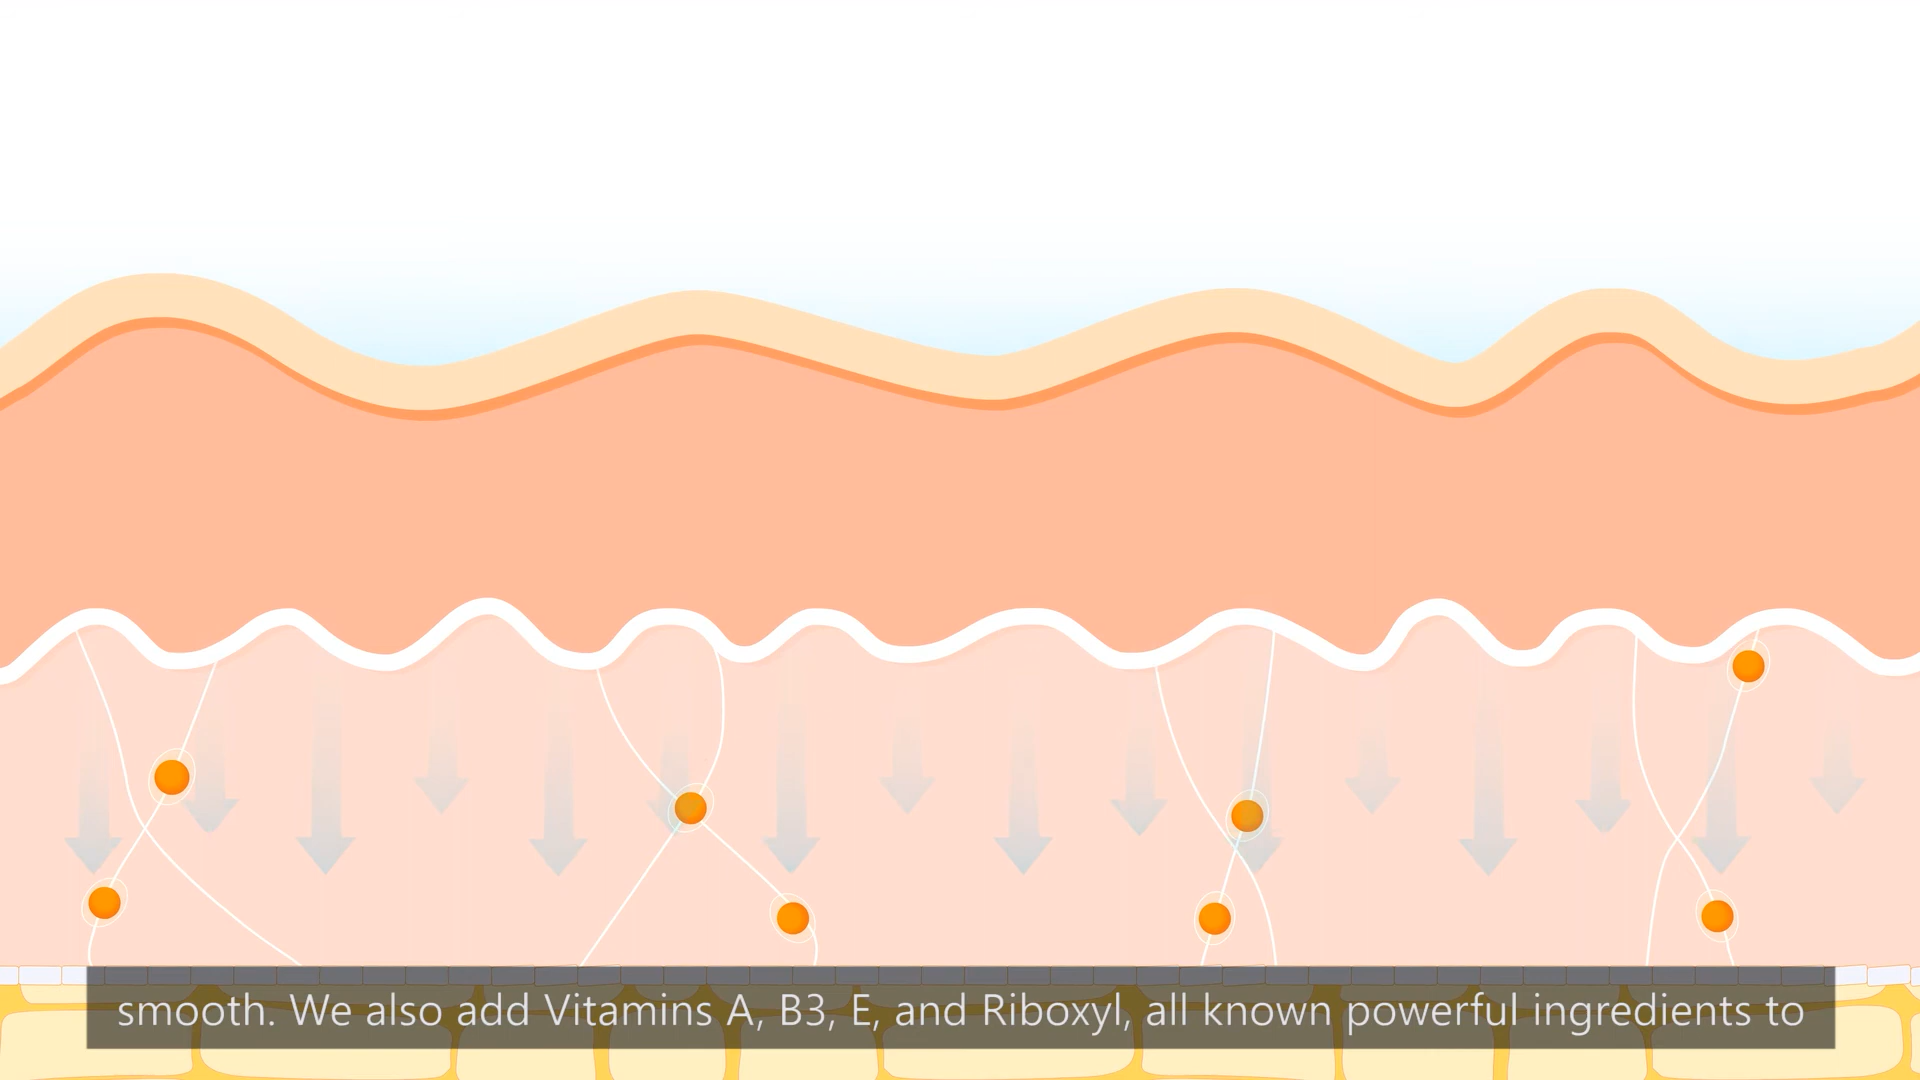 smooth. We also add Vitamins A, B3, E, and Riboxyl, all known powerful ingredients to